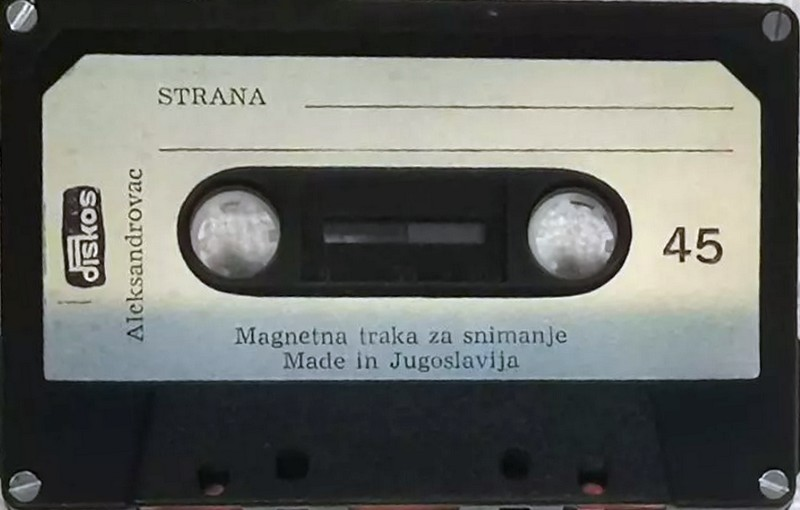 STRANA
diskos
Aleksandrovac
45
Magnetna traka za snimanje
Made in Jugoslavija